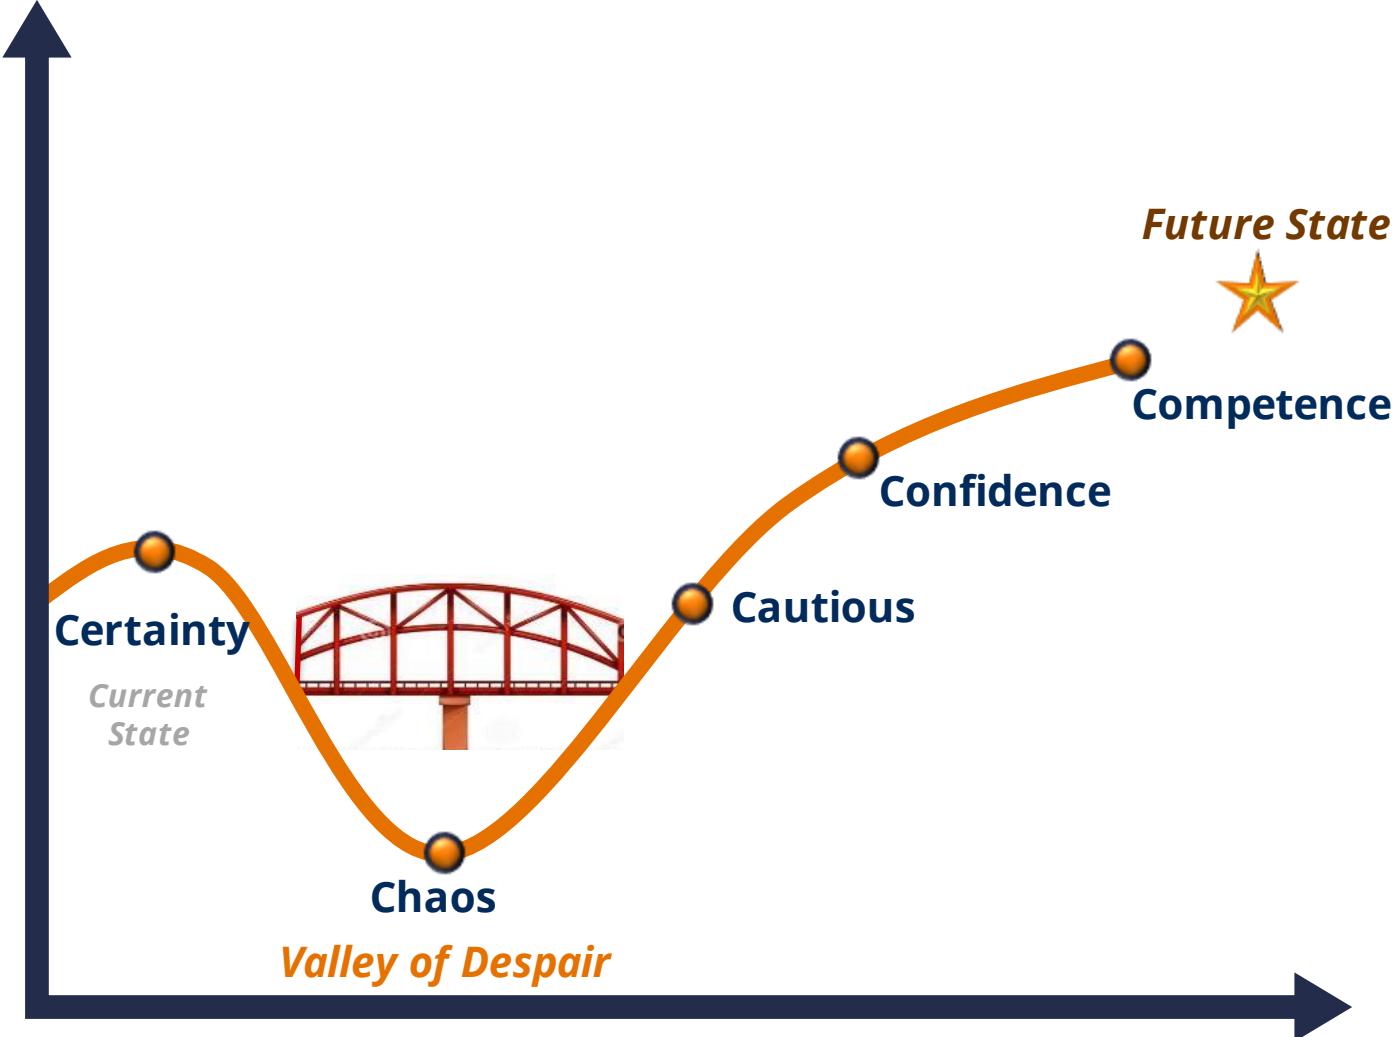 Future State
Competence
Confidence
Cautious
Certainty
Current
State
Chaos
Valley of Despair